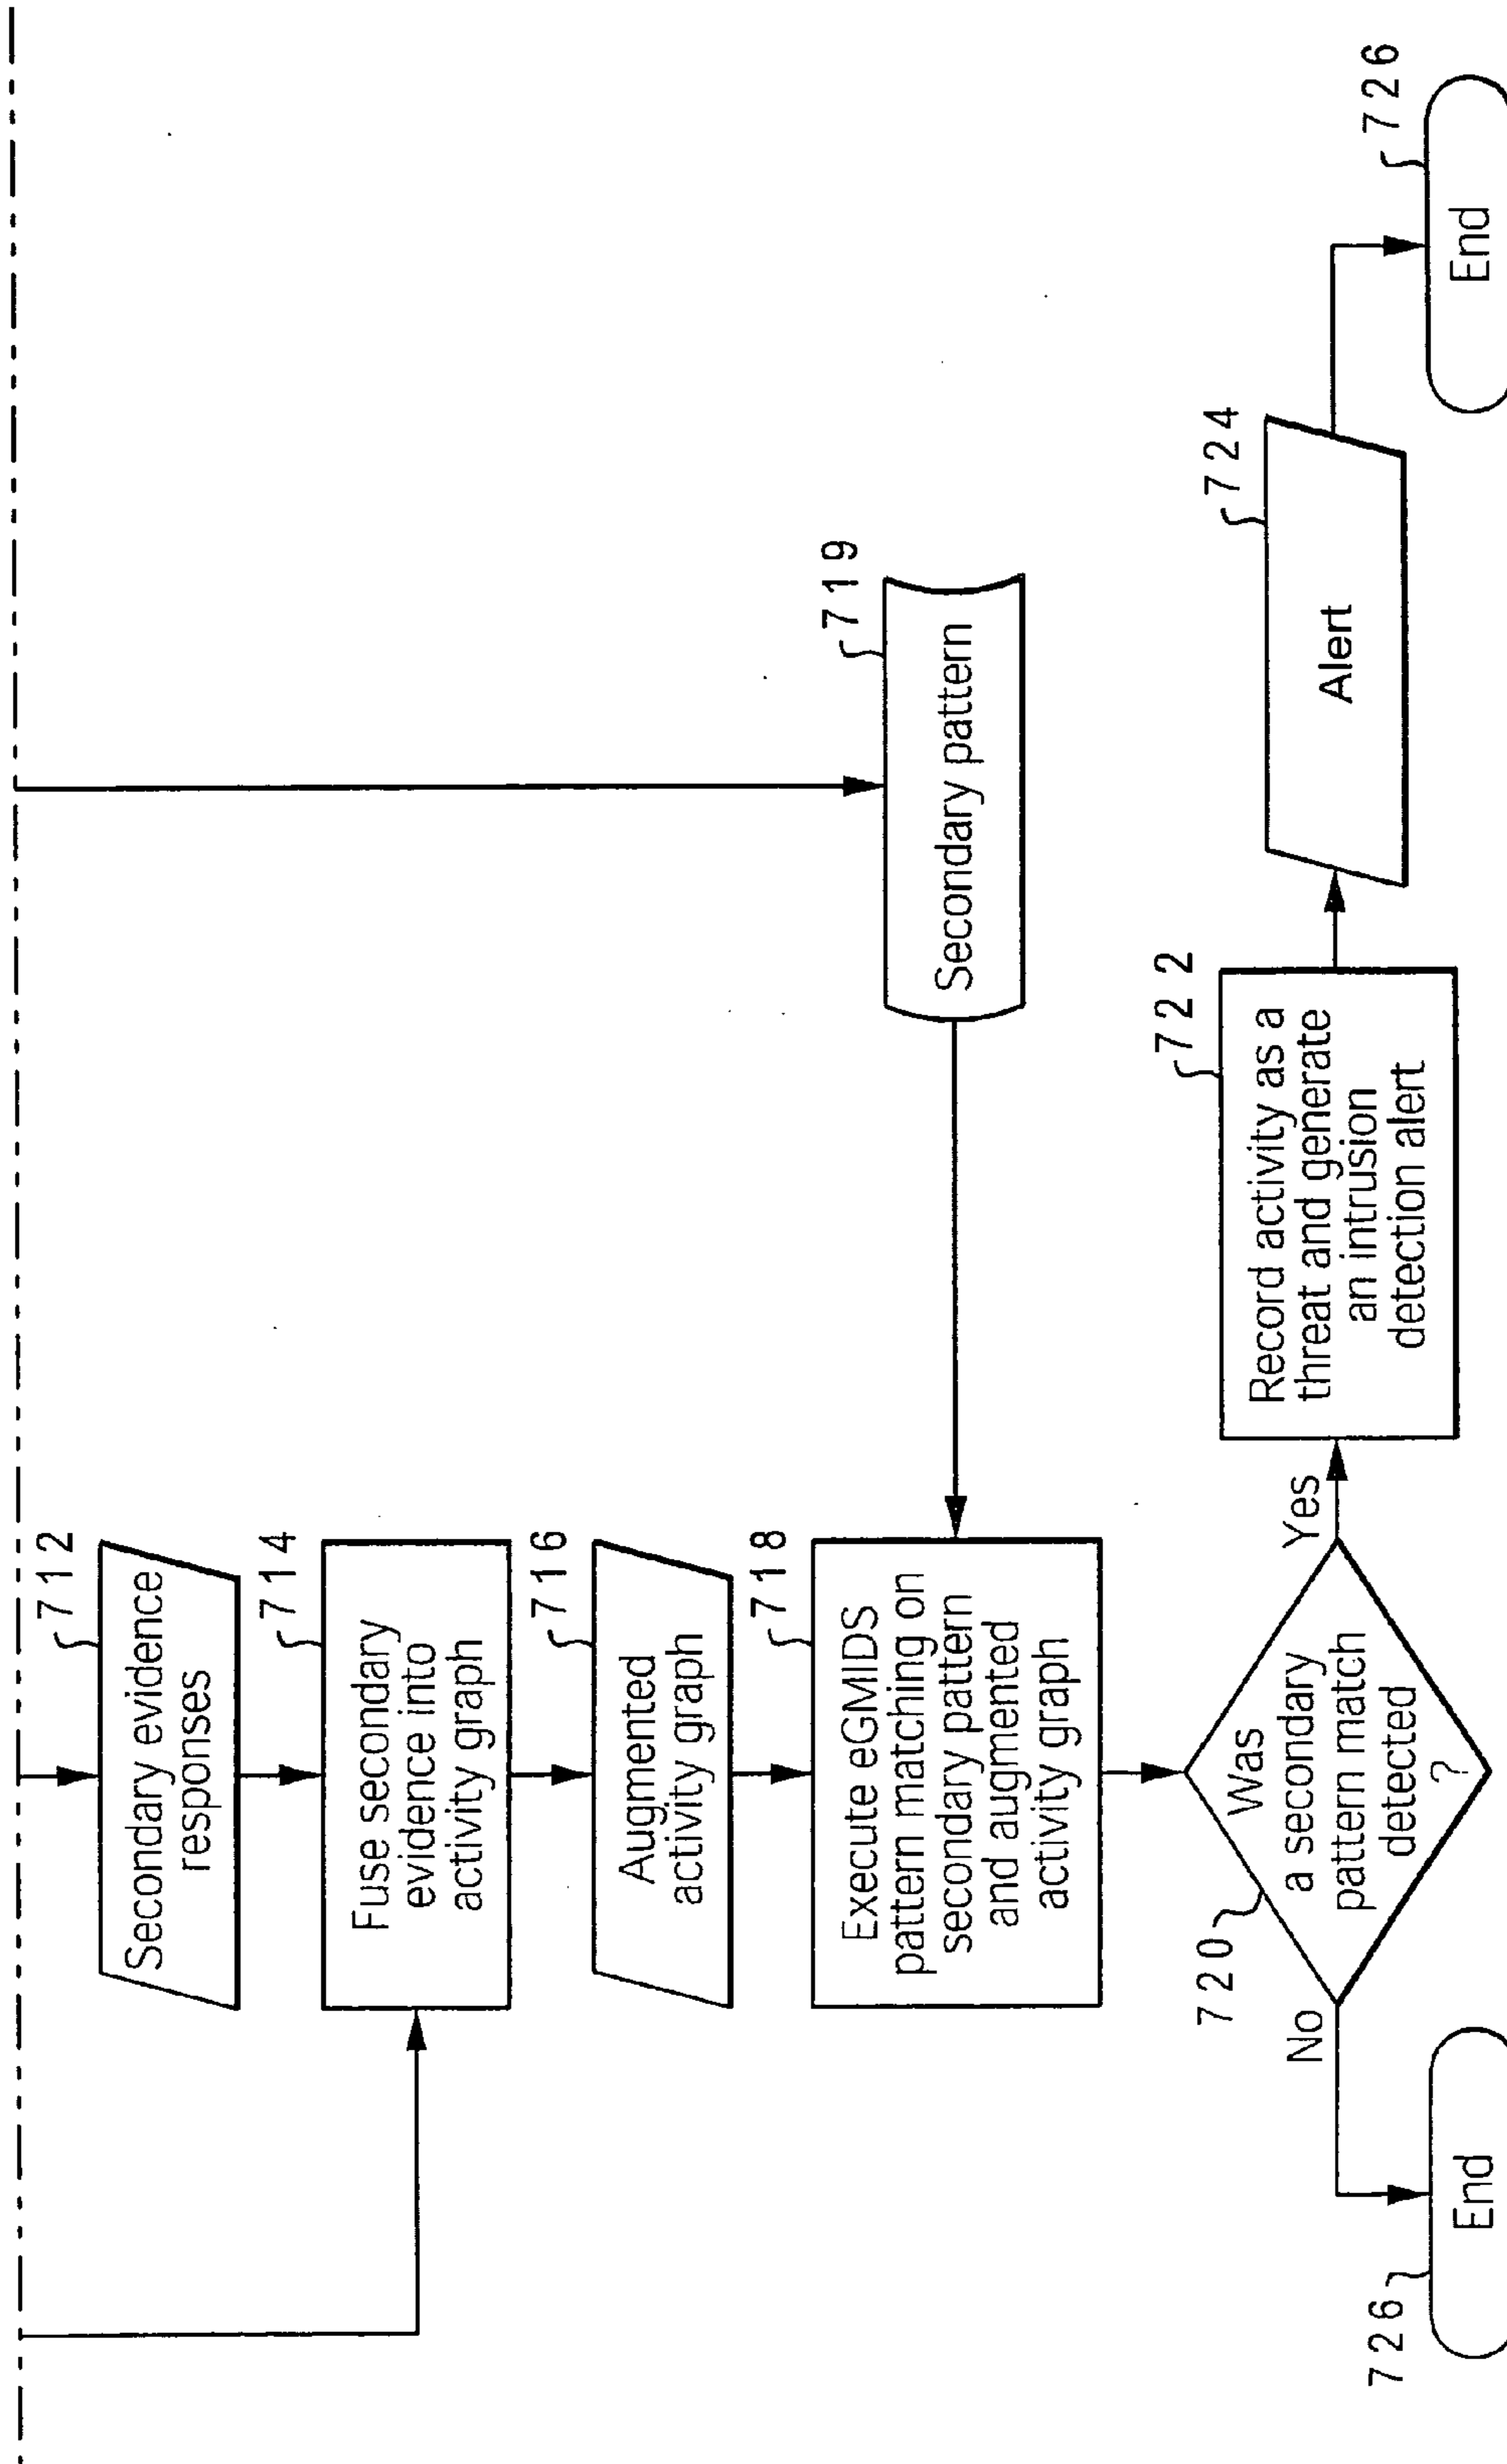 712
Secondary evidence
responses
714
Fuse secondary
evidence into
activity graph
716
Augmented
activity graph
718
Execute eGMIDS
pattern matching on
secondary pattern
and augmented
activity graph
719
Secondary pattern
720
Was
a secondary
pattern match
detected
?
No
Yes
726
End
722
Record activity as a
threat and generate
an intrusion
detection alert
724
Alert
726
End